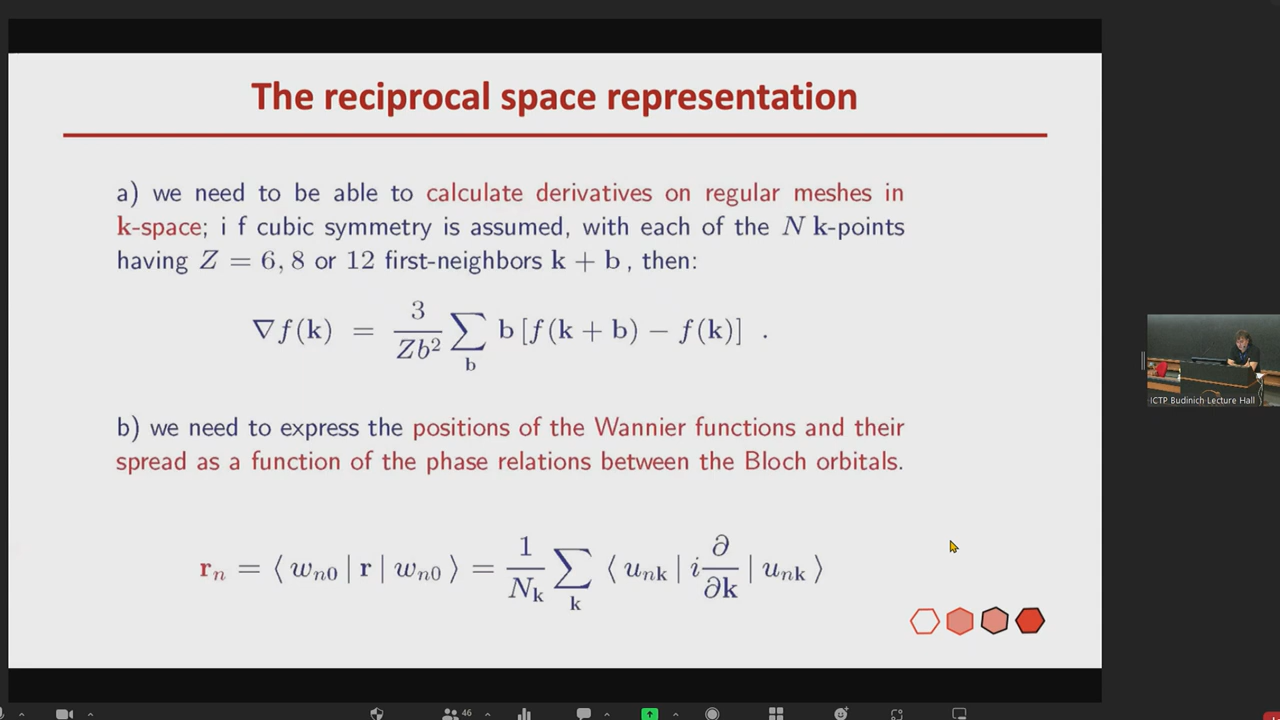 The reciprocal space representation
a) we need to be able to calculate derivatives on regular meshes in
k-space; i f cubic symmetry is assumed, with each of the N k-points
having Z = 6, 8 or 12 first-neighbors k + b , then:
∇f(k) = 3/(Zb²) ∑_b b [f(k + b) − f(k)] .
b) we need to express the positions of the Wannier functions and their
spread as a function of the phase relations between the Bloch orbitals.
r_n = ⟨ w_n0 | r | w_n0 ⟩ = 1/N_k ∑_k ⟨ u_nk | i ∂/∂k | u_nk ⟩
ICTP Budinich Lecture Hall
46